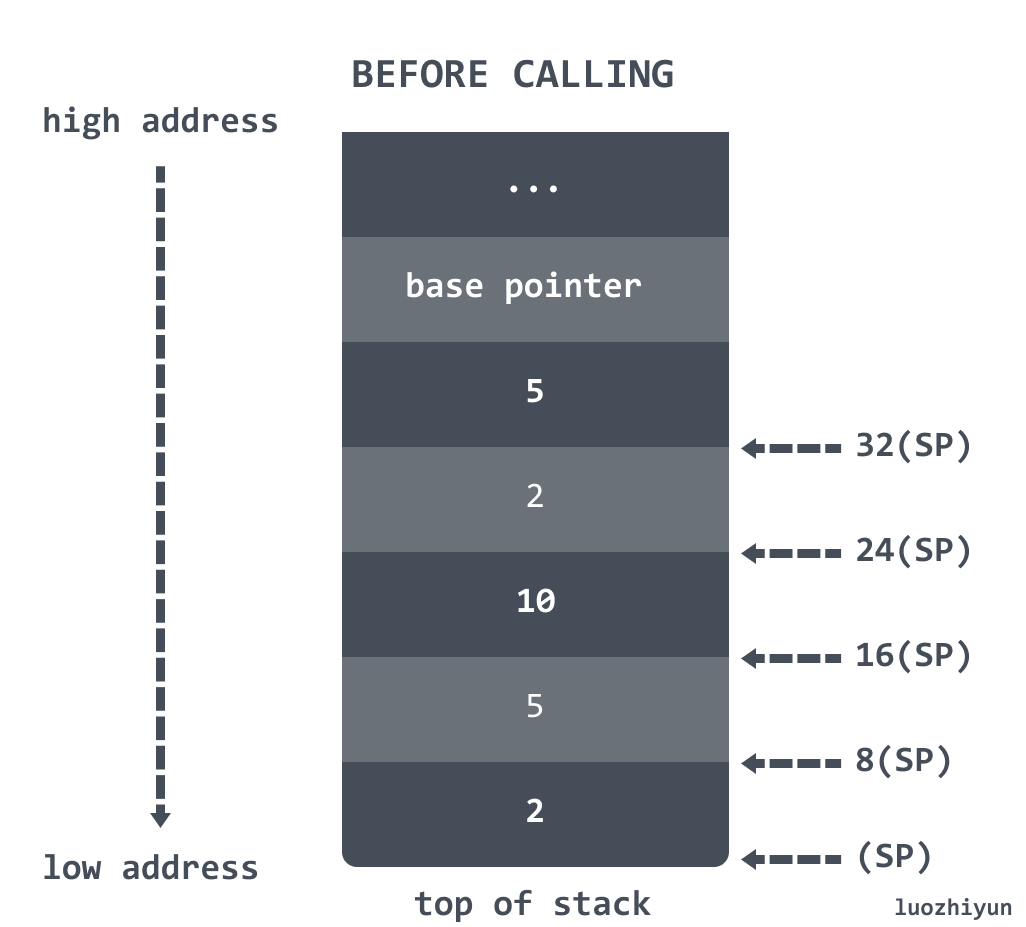 BEFORE CALLING
high address
...
base pointer
5
32(SP)
2
24(SP)
10
16(SP)
5
8(SP)
2
(SP)
low address
top of stack
luozhiyun